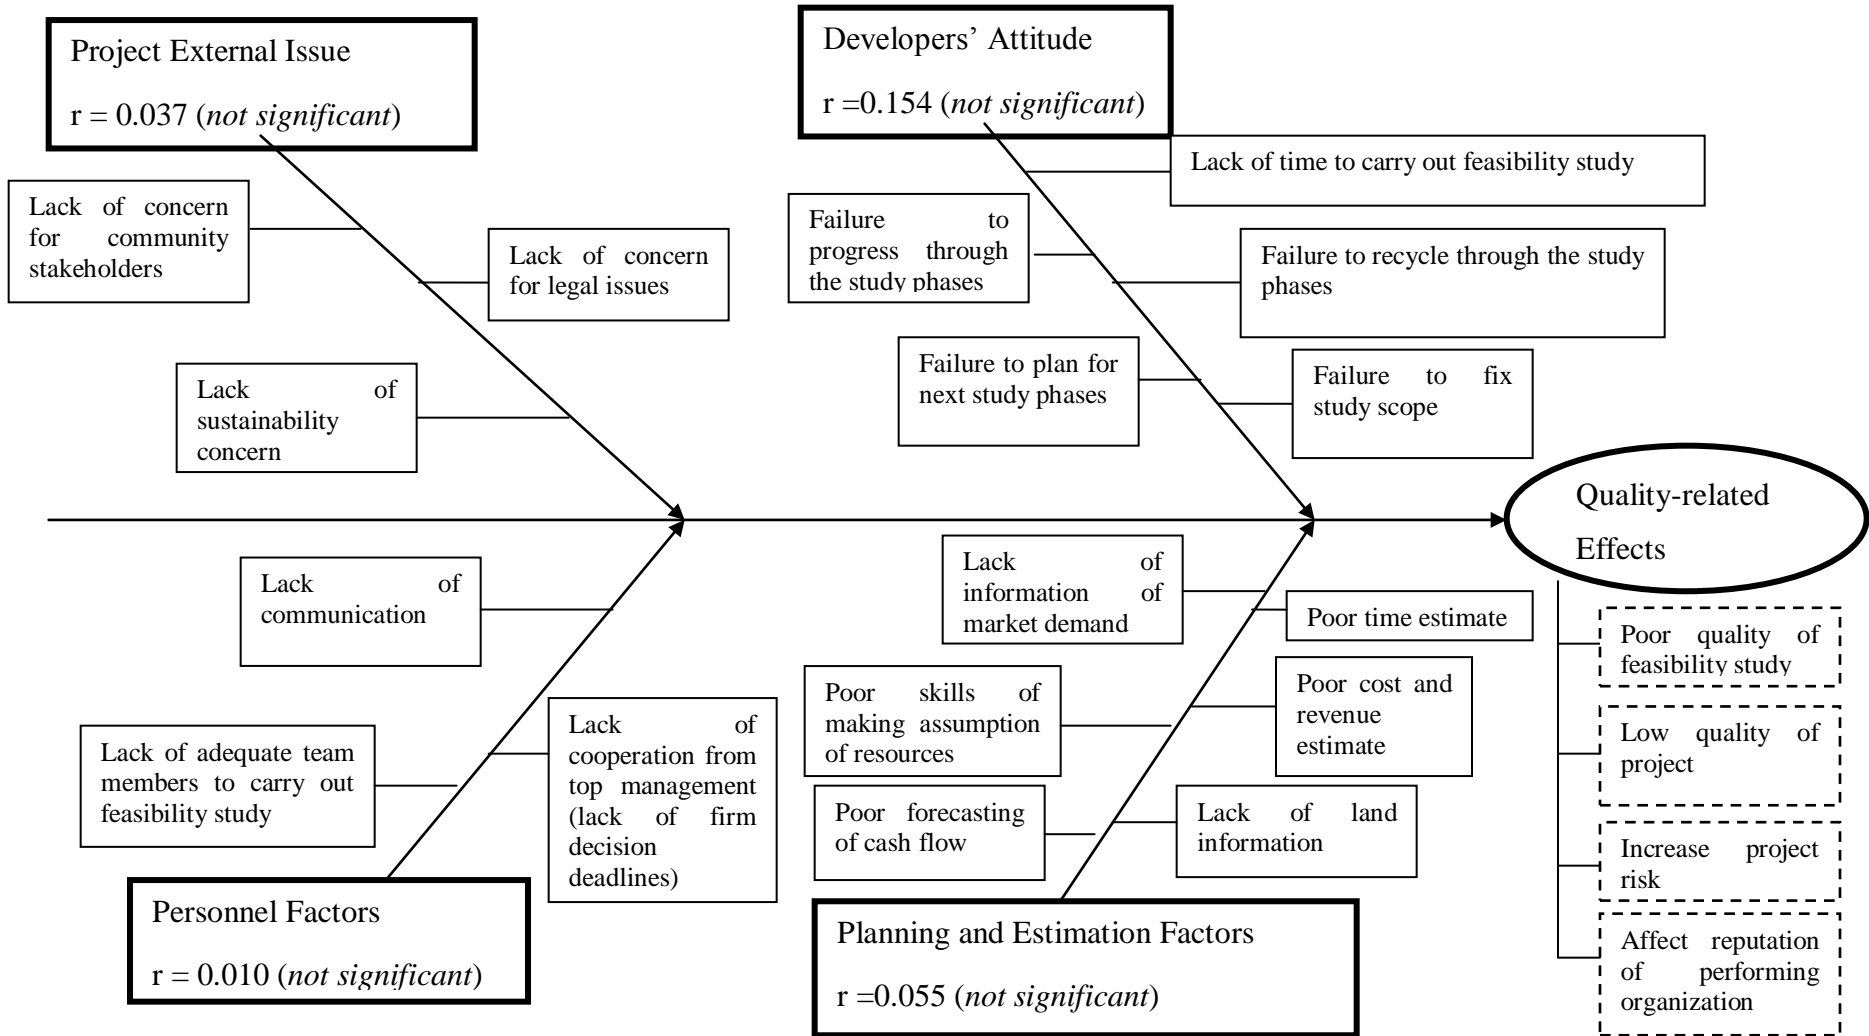 Project External Issue
r = 0.037 (not significant)
Developers’ Attitude
r =0.154 (not significant)
Lack of time to carry out feasibility study
Lack of concern
for community
stakeholders
Lack of concern
for legal issues
Failure to
progress through
the study phases
Failure to recycle through the study
phases
Lack of
sustainability
concern
Failure to plan for
next study phases
Failure to fix
study scope
Quality-related
Effects
Lack of
communication
Lack of
information of
market demand
Poor time estimate
Poor quality of
feasibility study
Poor skills of
making assumption
of resources
Poor cost and
revenue
estimate
Lack of adequate team
members to carry out
feasibility study
Lack of
cooperation from
top management
(lack of firm
decision
deadlines)
Low quality of
project
Poor forecasting
of cash flow
Lack of land
information
Increase project
risk
Personnel Factors
r = 0.010 (not significant)
Planning and Estimation Factors
r =0.055 (not significant)
Affect reputation
of performing
organization